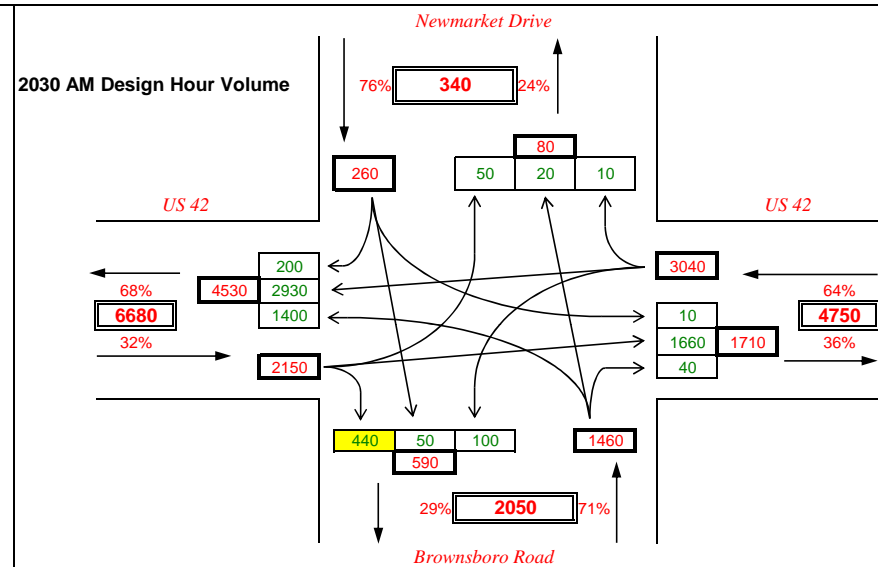 Newmarket Drive
2030 AM Design Hour Volume
76% 340 24%
80
260 50 20 10
US 42 US 42
200 3040
68% 4530 2930 64%
6680 1400 10 4750
32% 1660 1710 36%
2150 40
440 50 100 1460
590
29% 2050 71%
Brownsboro Road